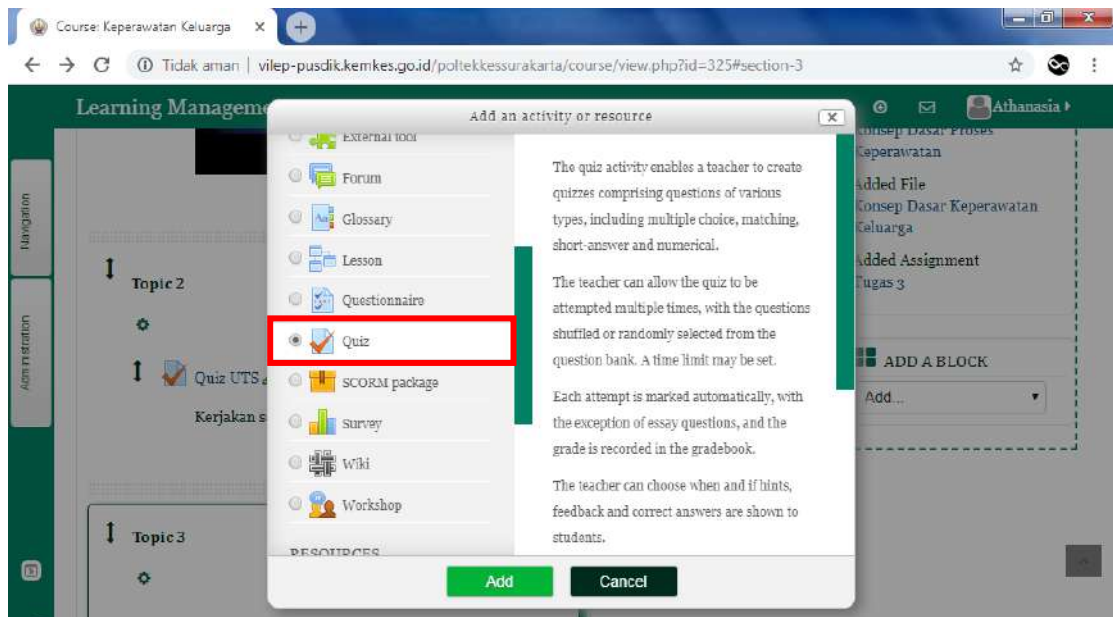 Course: Keperawatan Keluarga
Tidak aman | vilep-pusdik.kemkes.go.id/poltekkessurakarta/course/view.php?id=325#section-3
Learning Manageme
Athanasia
Navigation
Administration
Topic 2
Quiz UTS
Kerjakan s
Topic 3
Add an activity or resource
External tool
Forum
Glossary
Lesson
Questionnaire
Quiz
SCORM package
Survey
Wiki
Workshop
RESOURCES
The quiz activity enables a teacher to create
quizzes comprising questions of various
types, including multiple choice, matching,
short-answer and numerical.
The teacher can allow the quiz to be
attempted multiple times, with the questions
shuffled or randomly selected from the
question bank. A time limit may be set.
Each attempt is marked automatically, with
the exception of essay questions, and the
grade is recorded in the gradebook.
The teacher can choose when and if hints,
feedback and correct answers are shown to
students.
Add
Cancel
Konsep Dasar Proses
Keperawatan
Added File
Konsep Dasar Keperawatan
Keluarga
Added Assignment
Tugas 3
ADD A BLOCK
Add...